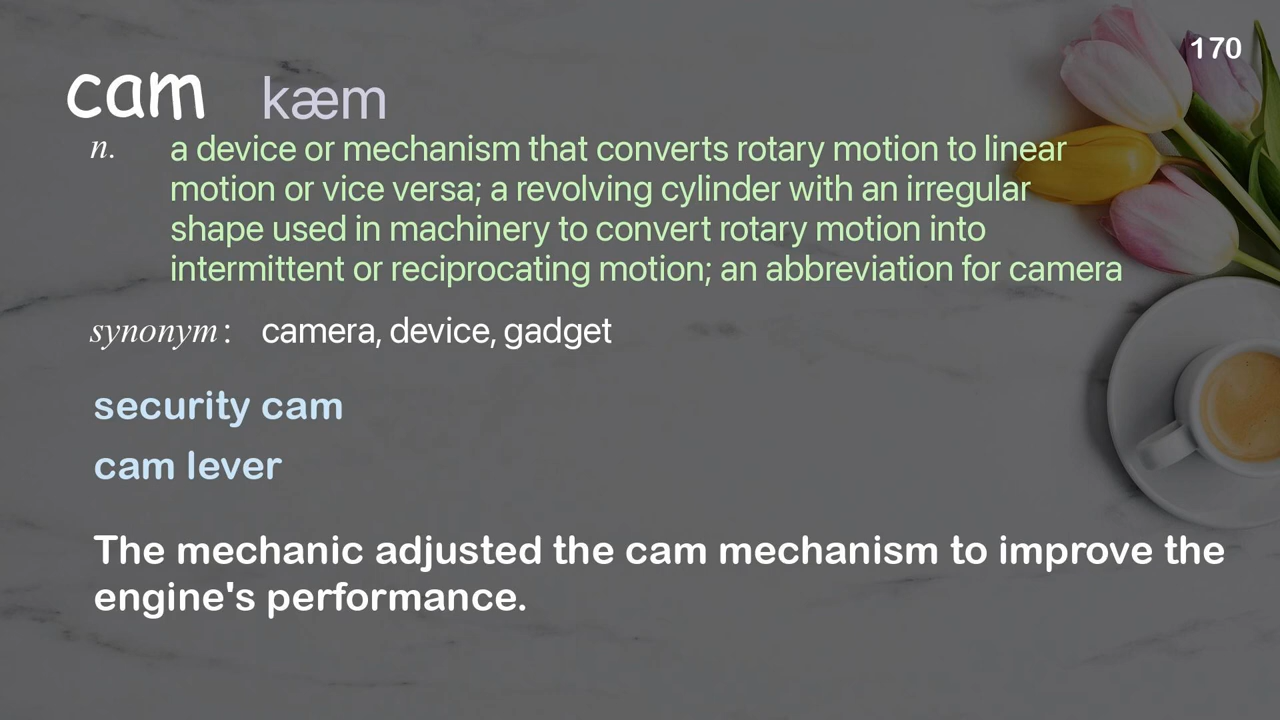 170
cam kæm
n. a device or mechanism that converts rotary motion to linear
motion or vice versa; a revolving cylinder with an irregular
shape used in machinery to convert rotary motion into
intermittent or reciprocating motion; an abbreviation for camera
synonym: camera, device, gadget
security cam
cam lever
The mechanic adjusted the cam mechanism to improve the
engine's performance.